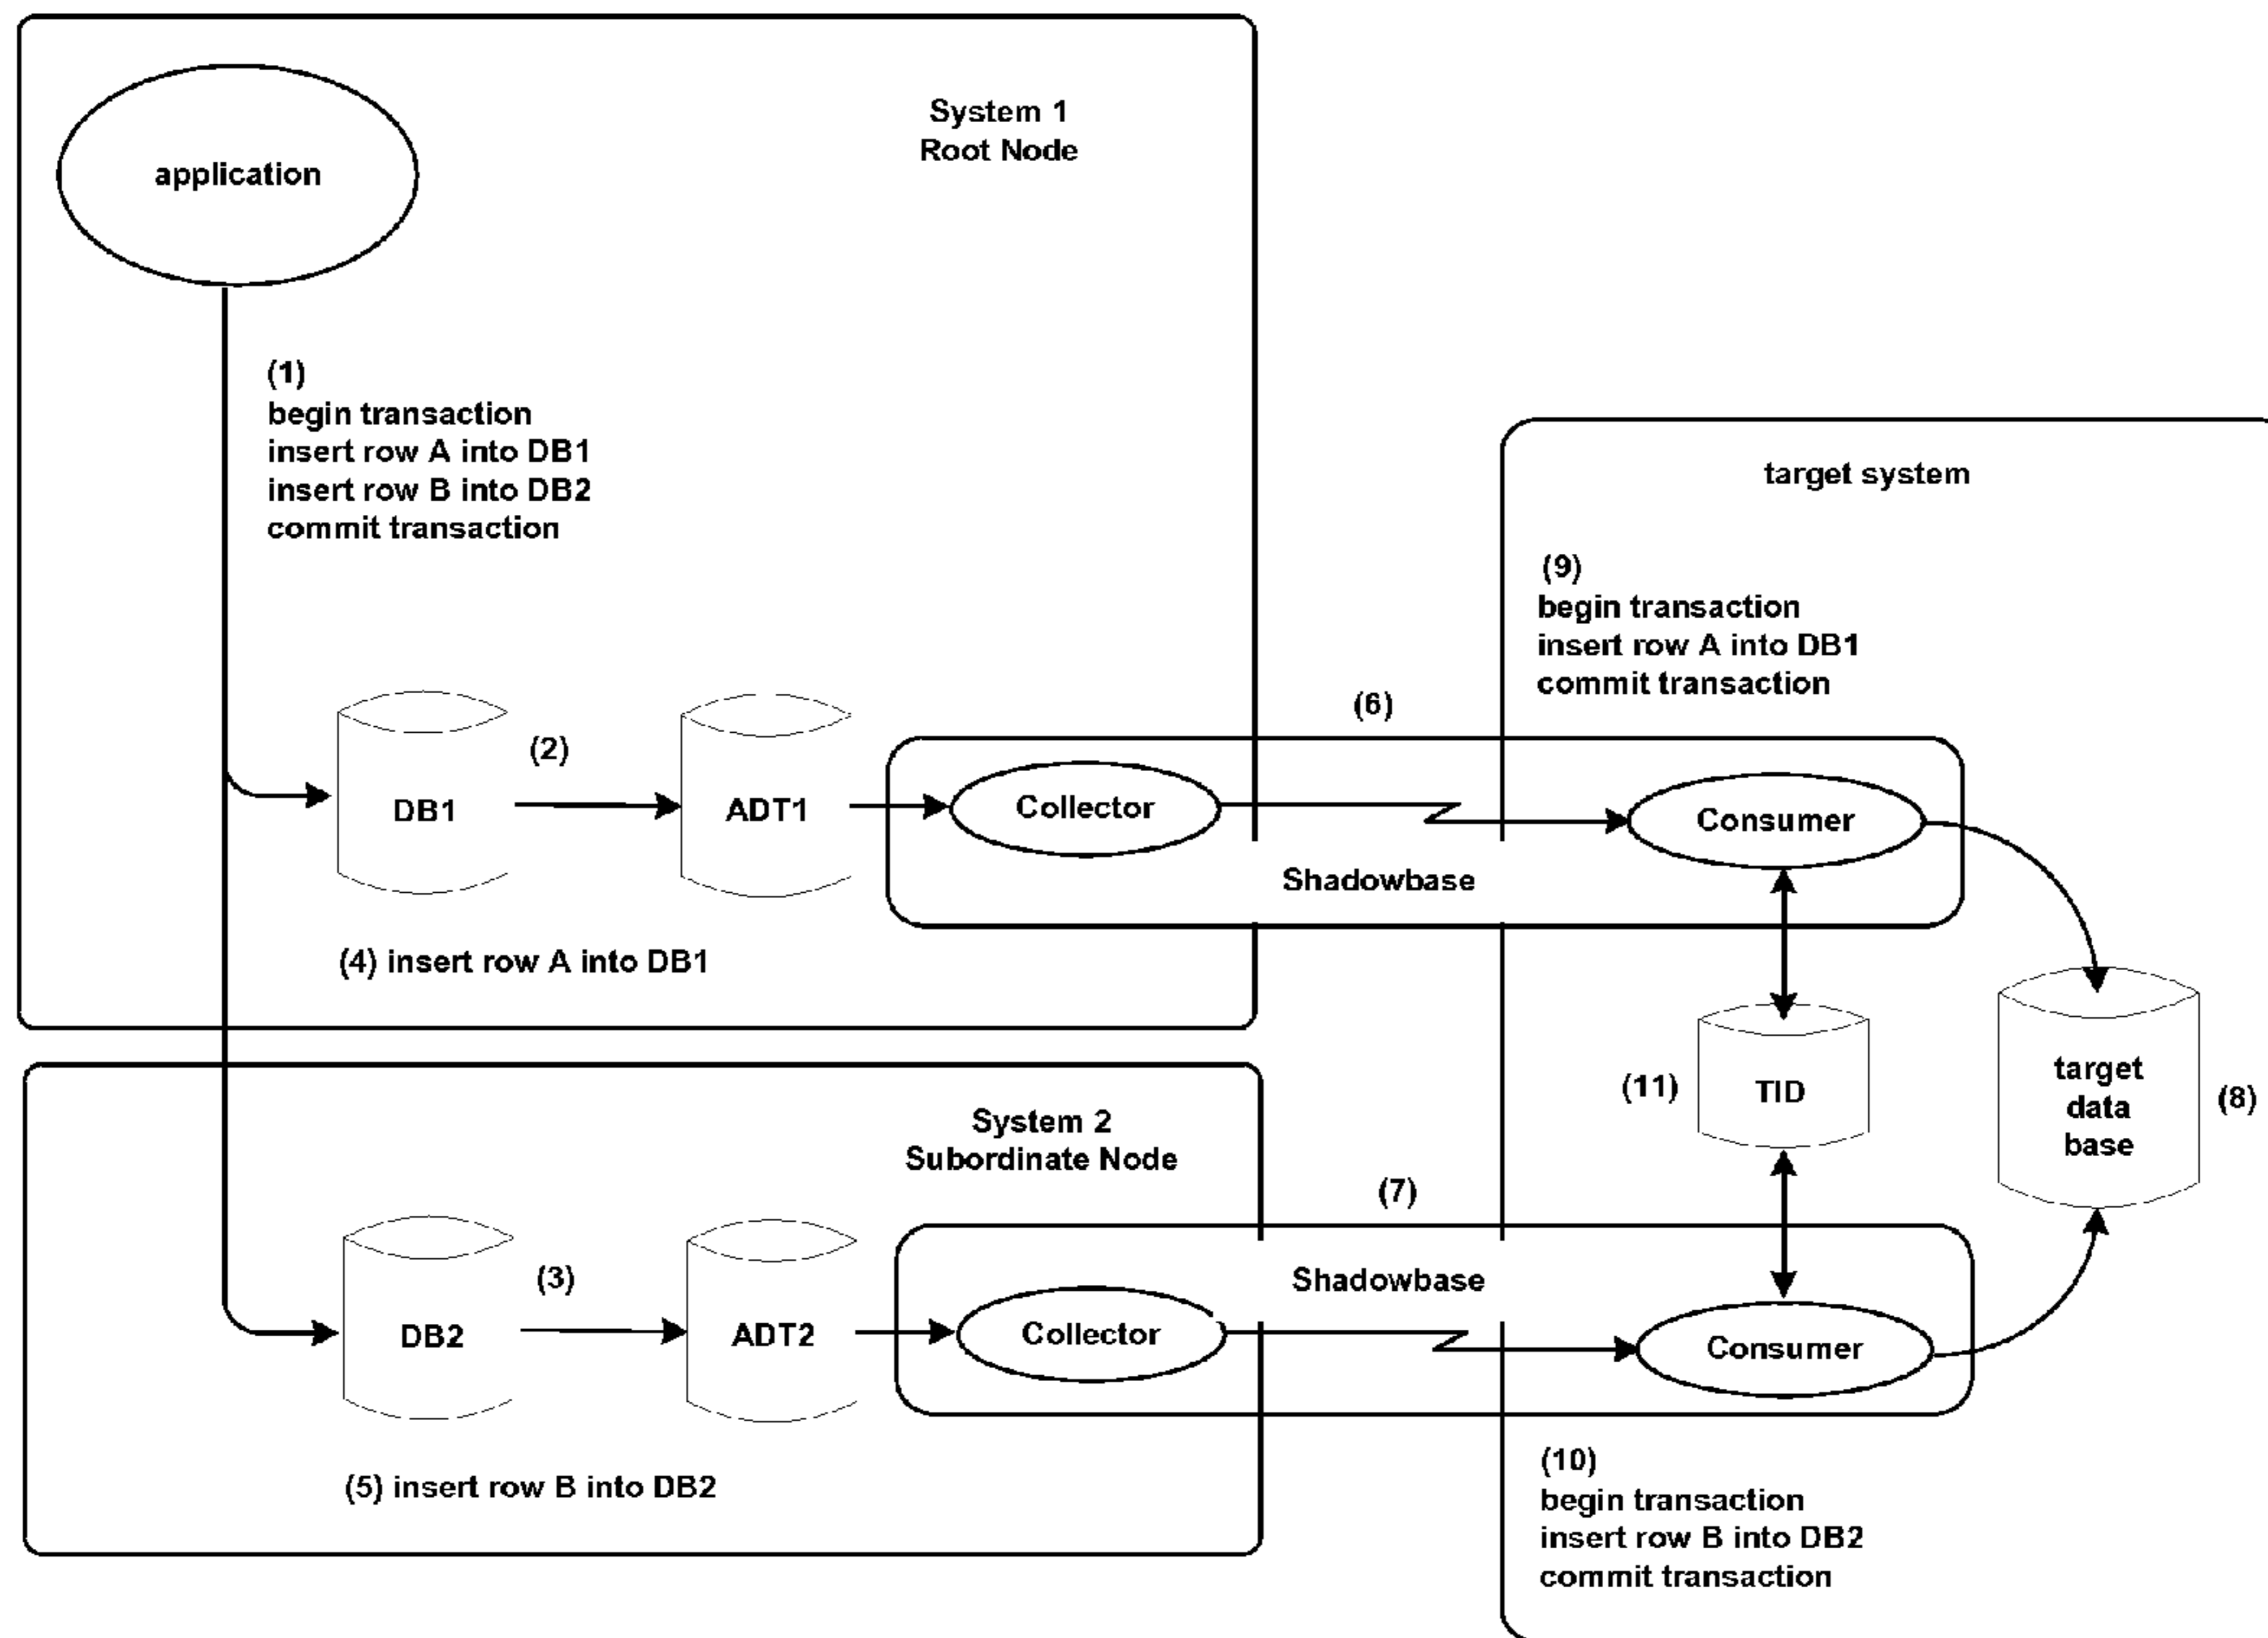 System 1
Root Node
application
(1)
begin transaction
insert row A into DB1
insert row B into DB2
commit transaction
target system
(9)
begin transaction
insert row A into DB1
commit transaction
(6)
(2)
DB1
ADT1
Collector
Consumer
Shadowbase
(4) insert row A into DB1
System 2
Subordinate Node
(11)
TID
target
data
base
(8)
(7)
(3)
Shadowbase
DB2
ADT2
Collector
Consumer
(5) insert row B into DB2
(10)
begin transaction
insert row B into DB2
commit transaction